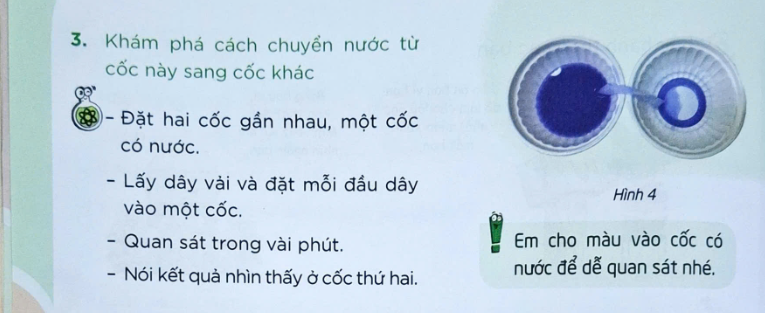 3. Khám phá cách chuyển nước từ
cốc này sang cốc khác
- Đặt hai cốc gần nhau, một cốc
có nước.
- Lấy dây vải và đặt mỗi đầu dây
vào một cốc.
- Quan sát trong vài phút.
- Nói kết quả nhìn thấy ở cốc thứ hai.
Hình 4
Em cho màu vào cốc có
nước để dễ quan sát nhé.